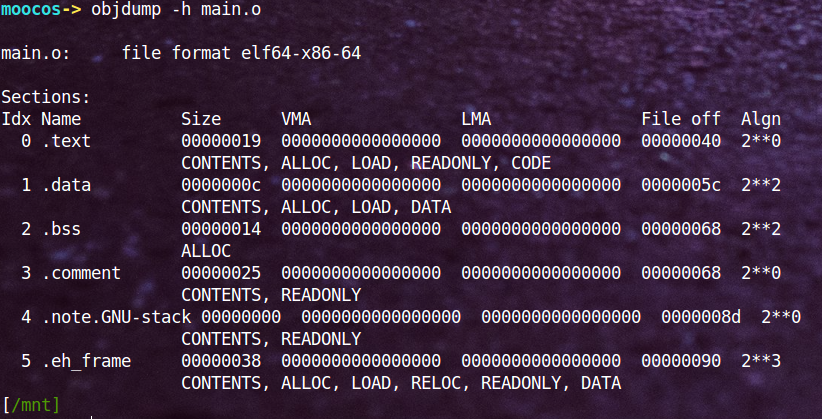 moocos-> objdump -h main.o
main.o:     file format elf64-x86-64
Sections:
Idx Name          Size      VMA               LMA               File off  Algn
  0 .text         00000019  0000000000000000  0000000000000000  00000040  2**0
                  CONTENTS, ALLOC, LOAD, READONLY, CODE
  1 .data         0000000c  0000000000000000  0000000000000000  0000005c  2**2
                  CONTENTS, ALLOC, LOAD, DATA
  2 .bss          00000014  0000000000000000  0000000000000000  00000068  2**2
                  ALLOC
  3 .comment      00000025  0000000000000000  0000000000000000  00000068  2**0
                  CONTENTS, READONLY
  4 .note.GNU-stack 00000000  0000000000000000  0000000000000000  0000008d  2**0
                  CONTENTS, READONLY
  5 .eh_frame     00000038  0000000000000000  0000000000000000  00000090  2**3
                  CONTENTS, ALLOC, LOAD, RELOC, READONLY, DATA
[/mnt]